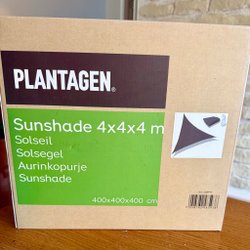 PLANTAGEN®
Sunshade 4x4x4 m
Solseil
Solsegel
Aurinkopurje
Sunshade
400x400x400 cm